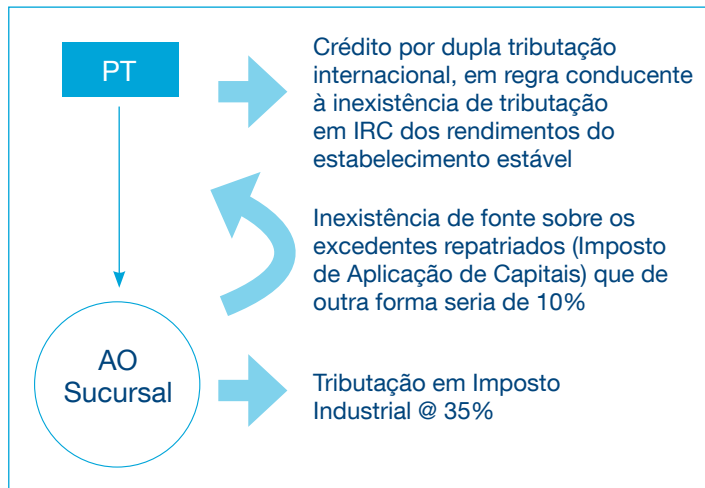 PT
Crédito por dupla tributação
internacional, em regra conducente
à inexistência de tributação
em IRC dos rendimentos do
estabelecimento estável
Inexistência de fonte sobre os
excedentes repatriados (Imposto
de Aplicação de Capitais) que de
outra forma seria de 10%
AO
Sucursal
Tributação em Imposto
Industrial @ 35%